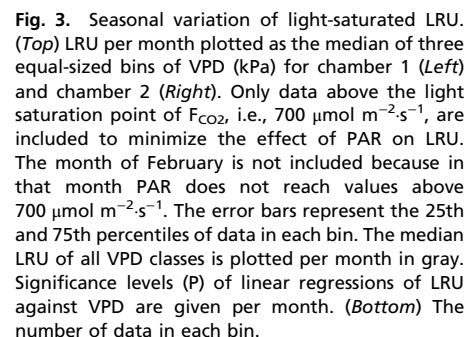 Fig. 3. Seasonal variation of light-saturated LRU.
(Top) LRU per month plotted as the median of three
equal-sized bins of VPD (kPa) for chamber 1 (Left)
and chamber 2 (Right). Only data above the light
saturation point of FCO2, i.e., 700 μmol m−2·s−1, are
included to minimize the effect of PAR on LRU.
The month of February is not included because in
that month PAR does not reach values above
700 μmol m−2·s−1. The error bars represent the 25th
and 75th percentiles of data in each bin. The median
LRU of all VPD classes is plotted per month in gray.
Significance levels (P) of linear regressions of LRU
against VPD are given per month. (Bottom) The
number of data in each bin.